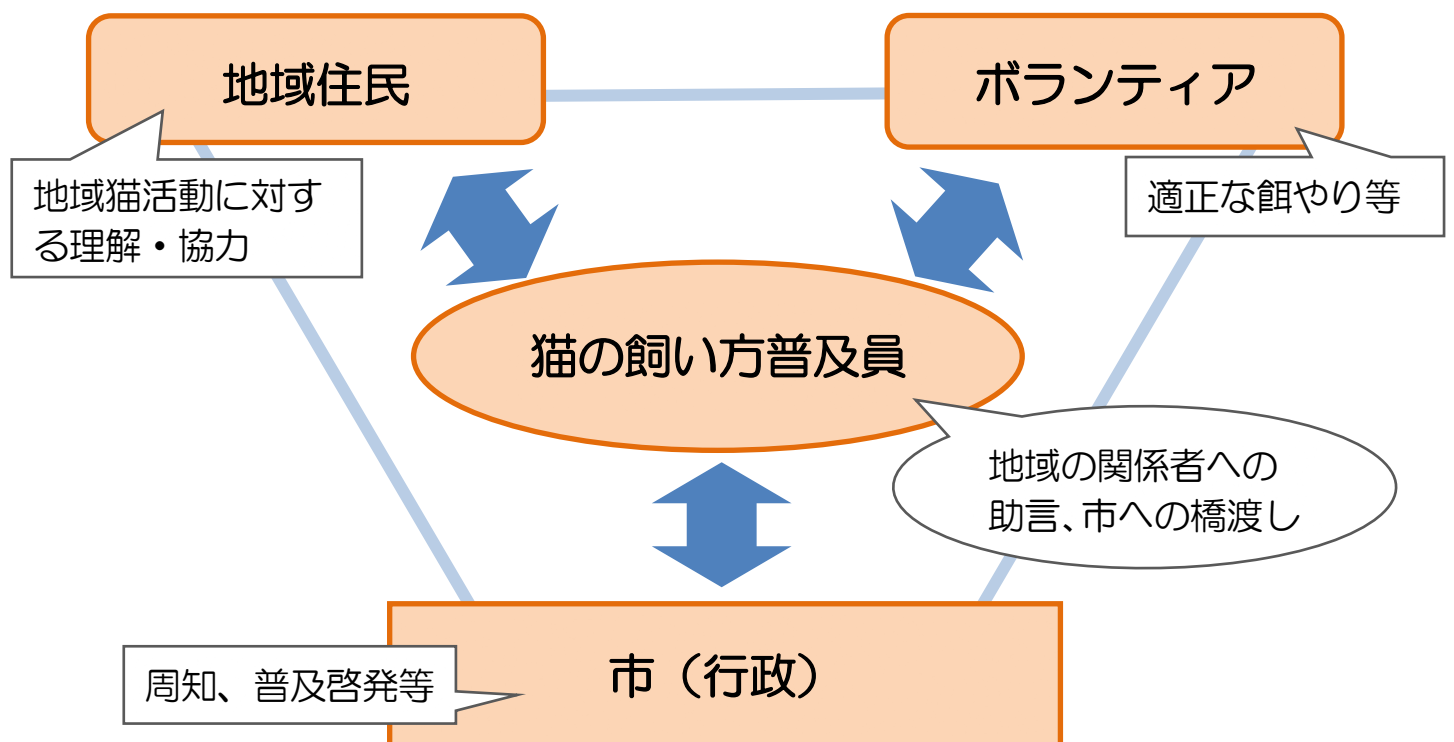 地域住民
ボランティア
地域猫活動に対す
る理解・協力
適正な餌やり等
猫の飼い方普及員
地域の関係者への
助言、市への橋渡し
市（行政）
周知、普及啓発等